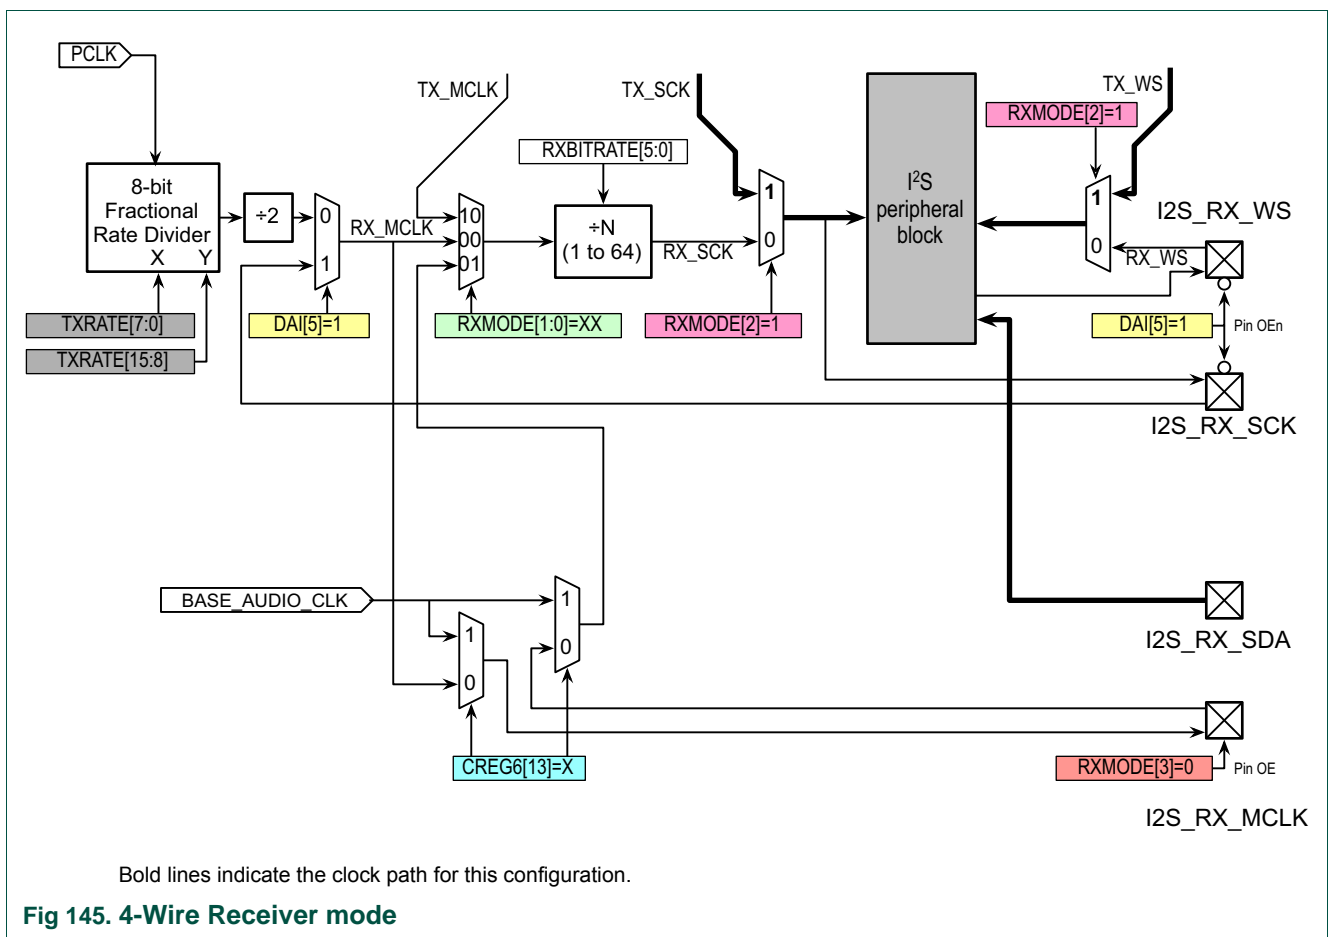 PCLK
TX_MCLK
TX_SCK
TX_WS
RXMODE[2]=1
RXBITRATE[5:0]
8-bit
Fractional
Rate Divider
X Y
÷2
0
1
RX_MCLK
10
00
01
÷N
(1 to 64)
RX_SCK
1
0
I²S
peripheral
block
1
0
I2S_RX_WS
RX_WS
TXRATE[7:0]
DAI[5]=1
RXMODE[1:0]=XX
RXMODE[2]=1
DAI[5]=1
Pin OEn
TXRATE[15:8]
I2S_RX_SCK
BASE_AUDIO_CLK
1
0
1
0
I2S_RX_SDA
CREG6[13]=X
RXMODE[3]=0
Pin OE
I2S_RX_MCLK
Bold lines indicate the clock path for this configuration.
Fig 145. 4-Wire Receiver mode